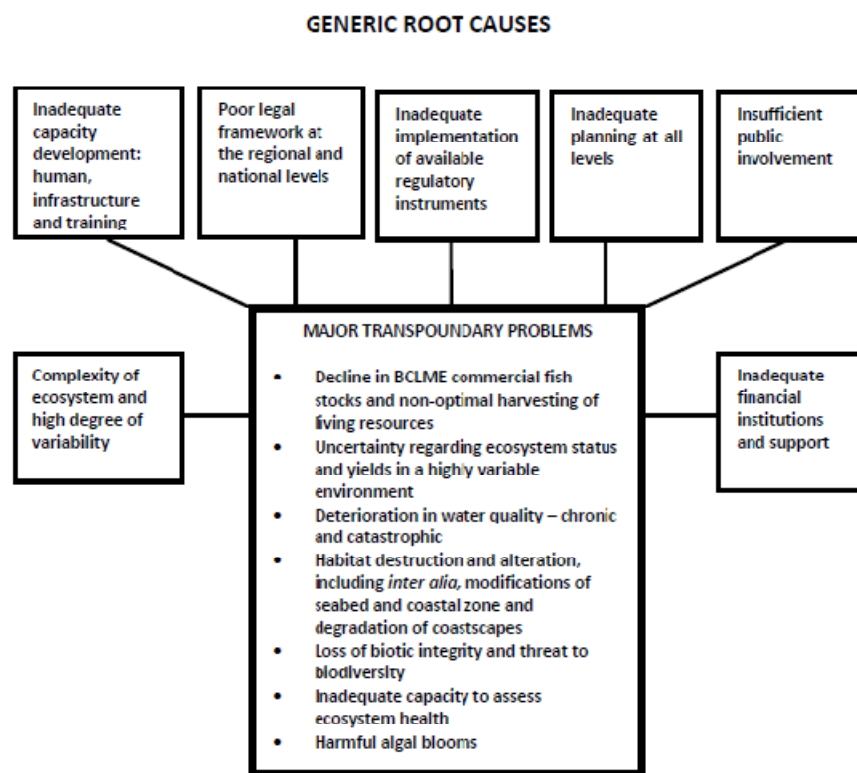 GENERIC ROOT CAUSES
Inadequate
capacity
development:
human,
infrastructure
and training
Poor legal
framework at
the regional and
national levels
Inadequate
implementation
of available
regulatory
instruments
Inadequate
planning at all
levels
Insufficient
public
involvement
Complexity of
ecosystem and
high degree of
variability
MAJOR TRANSPOUNDARY PROBLEMS
• Decline in BCLME commercial fish
stocks and non-optimal harvesting of
living resources
• Uncertainty regarding ecosystem status
and yields in a highly variable
environment
• Deterioration in water quality – chronic
and catastrophic
• Habitat destruction and alteration,
including inter alia, modifications of
seabed and coastal zone and
degradation of coastscapes
• Loss of biotic integrity and threat to
biodiversity
• Inadequate capacity to assess
ecosystem health
• Harmful algal blooms
Inadequate
financial
institutions
and support